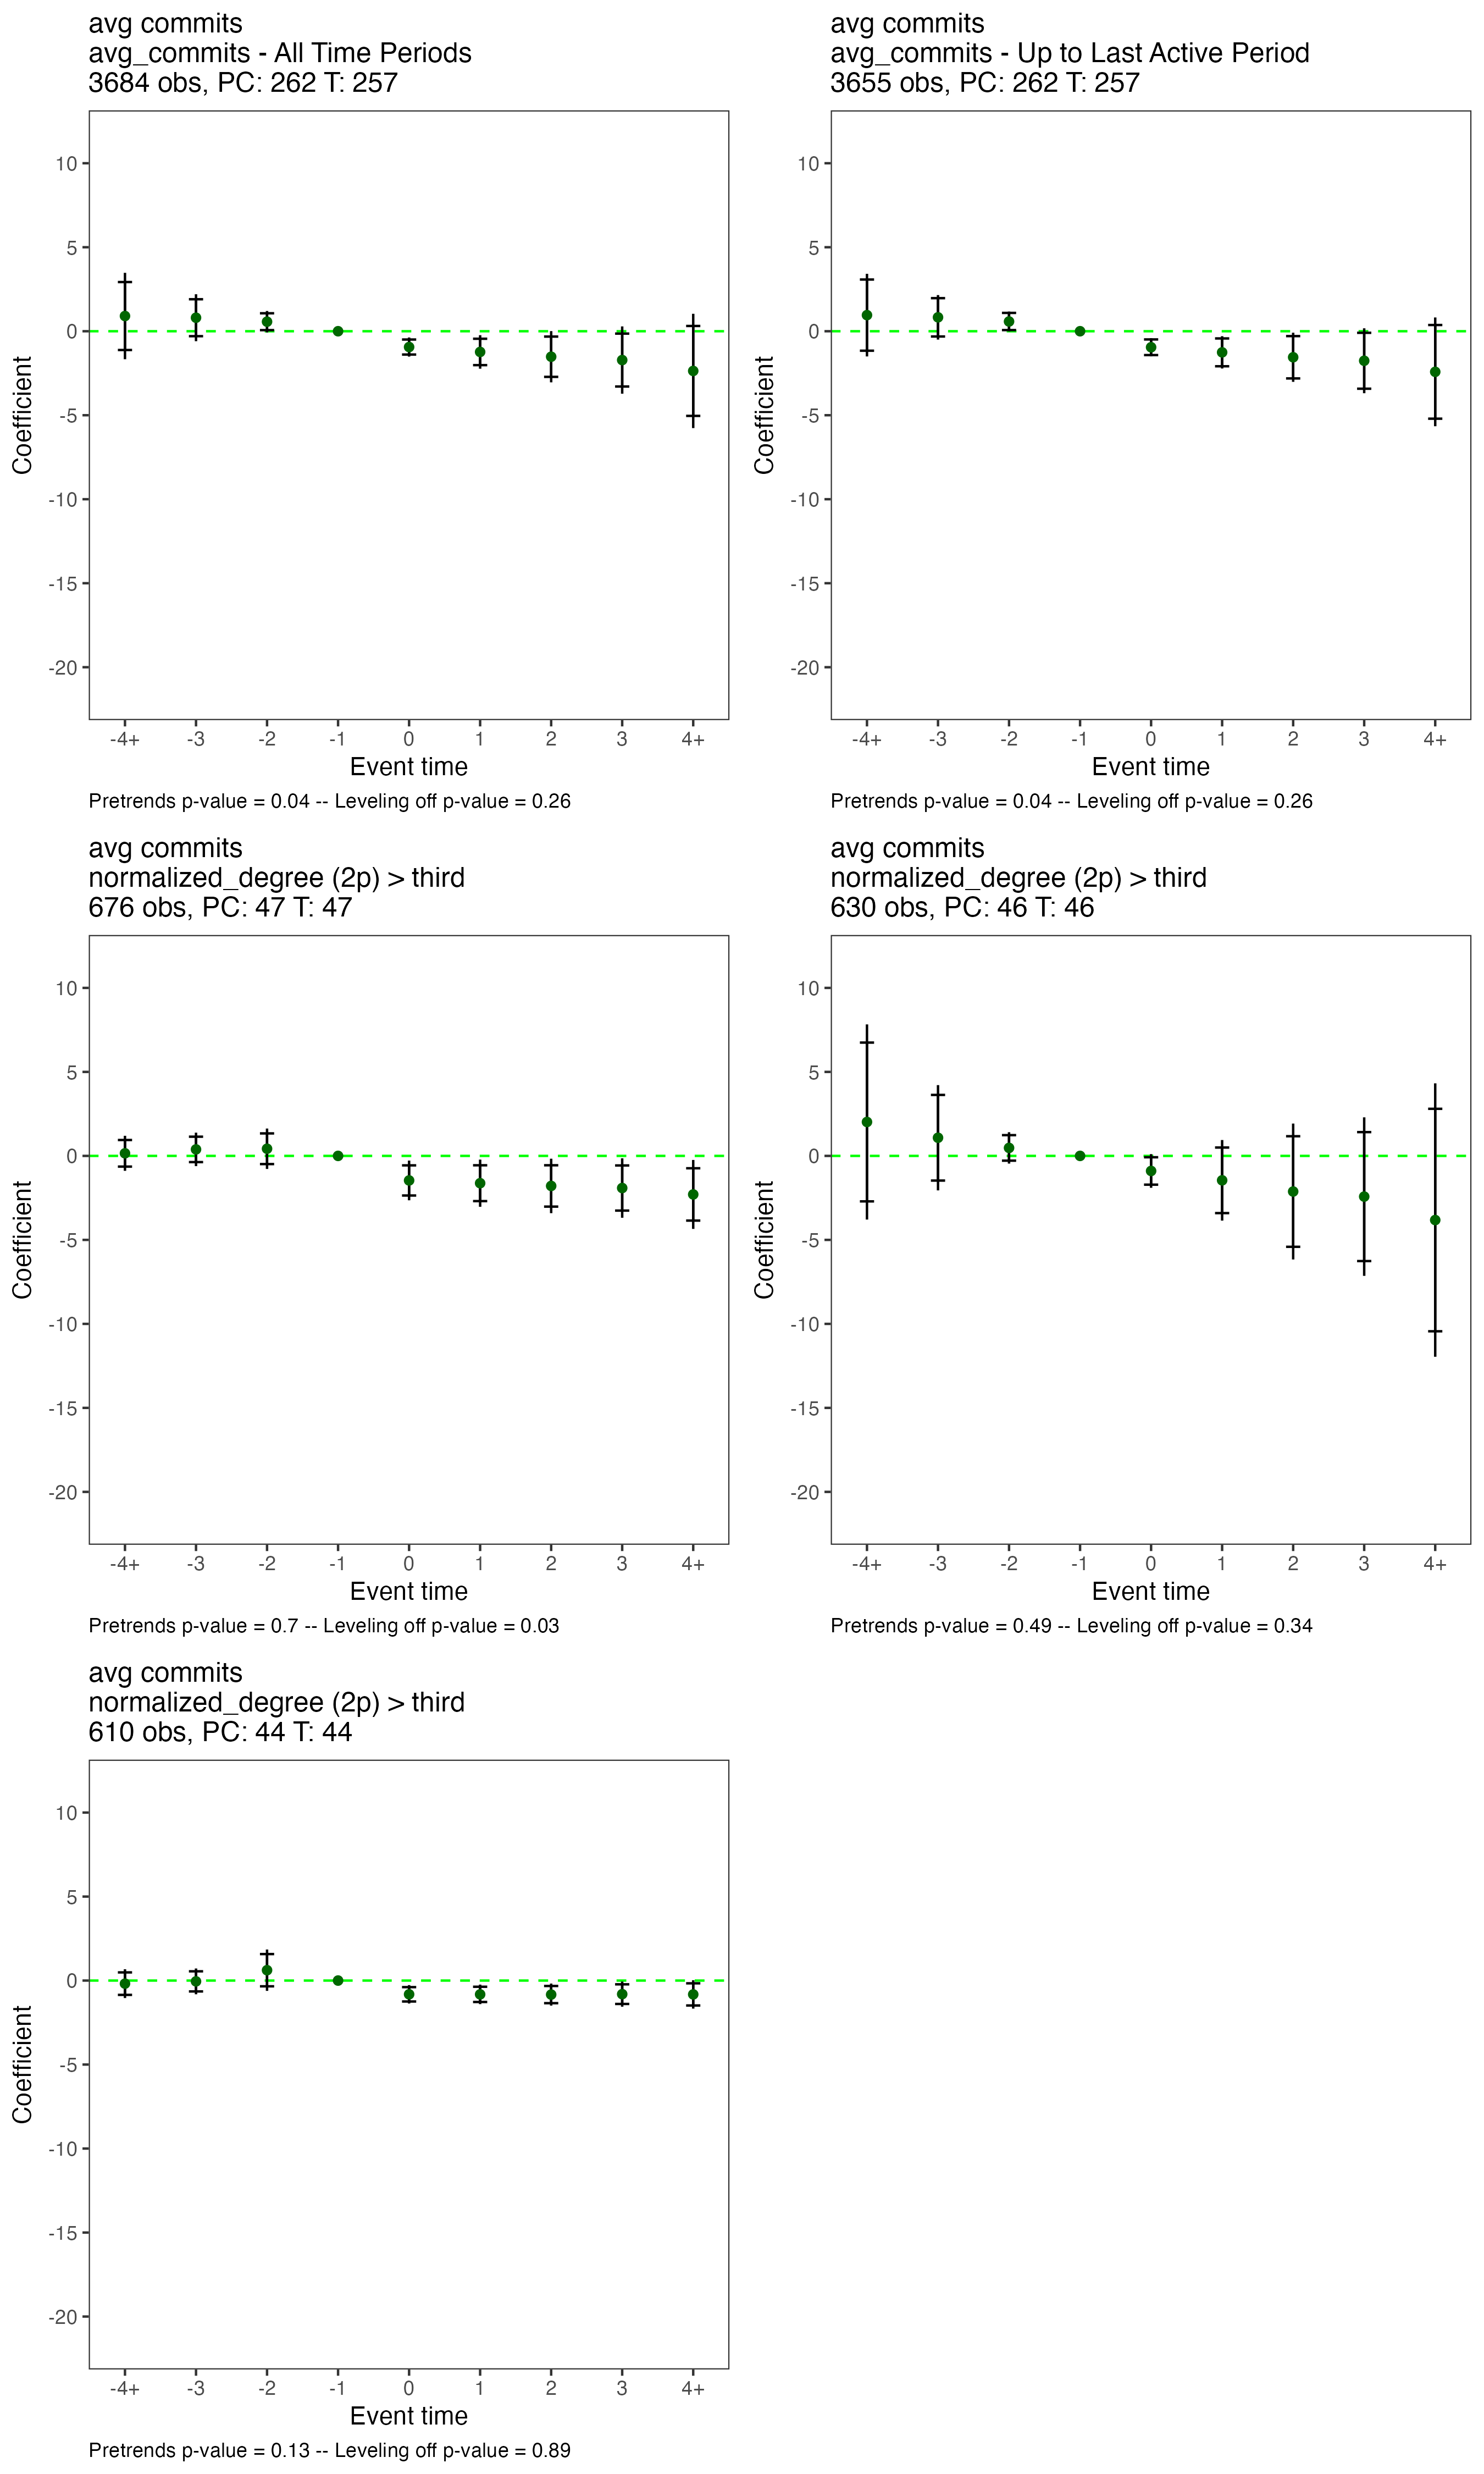 avg commits
avg_commits - All Time Periods
3684 obs, PC: 262 T: 257
10
5
0
-5
-10
-15
-20
Coefficient
-4+ -3 -2 -1 0 1 2 3 4+
Event time
Pretrends p-value = 0.04 -- Leveling off p-value = 0.26
avg commits
avg_commits - Up to Last Active Period
3655 obs, PC: 262 T: 257
10
5
0
-5
-10
-15
-20
Coefficient
-4+ -3 -2 -1 0 1 2 3 4+
Event time
Pretrends p-value = 0.04 -- Leveling off p-value = 0.26
avg commits
normalized_degree (2p) > third
676 obs, PC: 47 T: 47
10
5
0
-5
-10
-15
-20
Coefficient
-4+ -3 -2 -1 0 1 2 3 4+
Event time
Pretrends p-value = 0.7 -- Leveling off p-value = 0.03
avg commits
normalized_degree (2p) > third
630 obs, PC: 46 T: 46
10
5
0
-5
-10
-15
-20
Coefficient
-4+ -3 -2 -1 0 1 2 3 4+
Event time
Pretrends p-value = 0.49 -- Leveling off p-value = 0.34
avg commits
normalized_degree (2p) > third
610 obs, PC: 44 T: 44
10
5
0
-5
-10
-15
-20
Coefficient
-4+ -3 -2 -1 0 1 2 3 4+
Event time
Pretrends p-value = 0.13 -- Leveling off p-value = 0.89